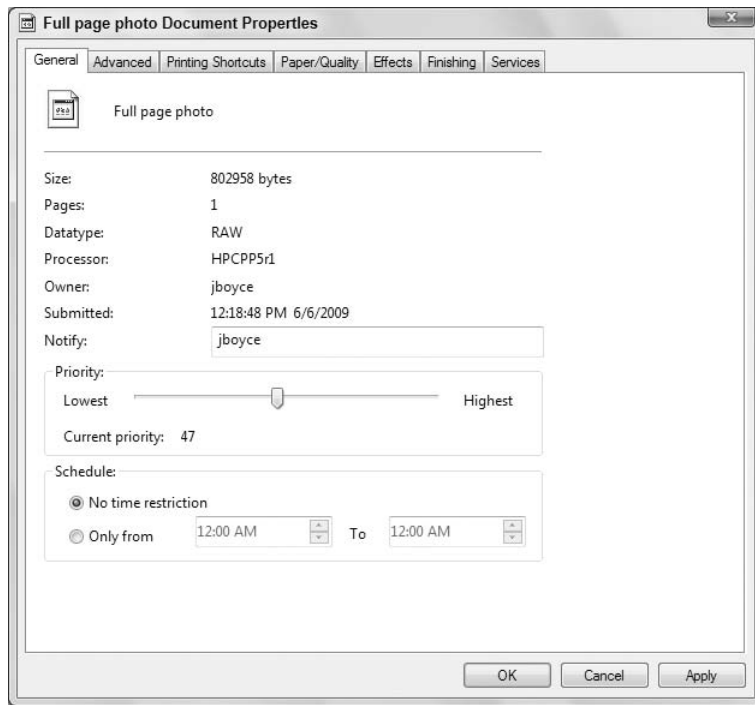 Full page photo Document Properties
General Advanced Printing Shortcuts Paper/Quality Effects Finishing Services
Full page photo
Size: 802958 bytes
Pages: 1
Datatype: RAW
Processor: HPCPP5r1
Owner: jboyce
Submitted: 12:18:48 PM 6/6/2009
Notify: jboyce
Priority:
Lowest Highest
Current priority: 47
Schedule:
No time restriction
Only from 12:00 AM To 12:00 AM
OK Cancel Apply